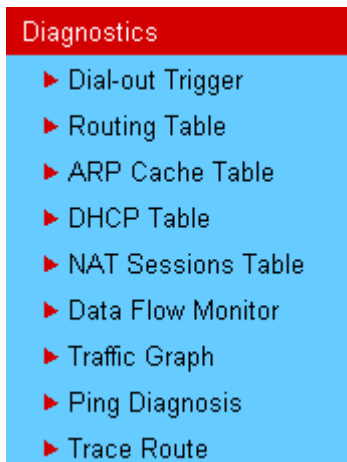 Diagnostics
Dial-out Trigger
Routing Table
ARP Cache Table
DHCP Table
NAT Sessions Table
Data Flow Monitor
Traffic Graph
Ping Diagnosis
Trace Route